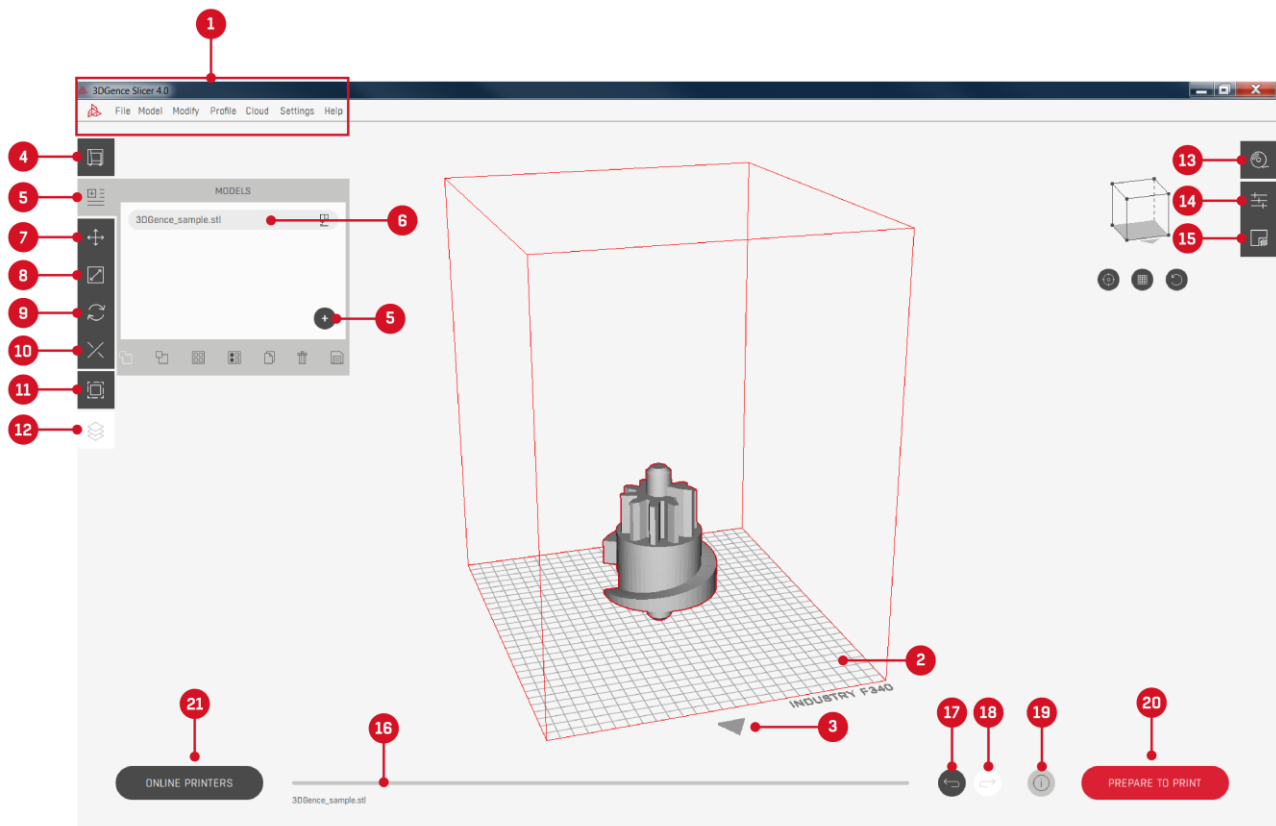 1
3DGence Slicer 4.0
File Model Modify Profile Cloud Settings Help
4
5
MODELS
3DGence_sample.stl
6
7
8
9
5
10
11
12
13
14
15
2
INDUSTRY F340
3
21
16
17
18
19
20
ONLINE PRINTERS
PREPARE TO PRINT
3DGence_sample.stl